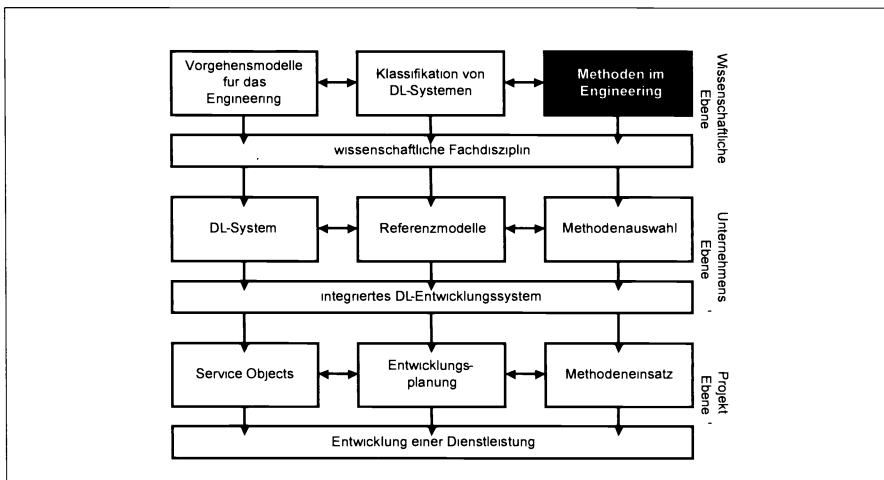 Vorgehensmodelle
fur das
Engineering
Klassifikation von
DL-Systemen
Methoden im
Engineering
Wissenschaftliche
Ebene
wissenschaftliche Fachdisziplin
DL-System
Referenzmodelle
Methodenauswahl
Unternehmens
Ebene
integriertes DL-Entwicklungssystem
Service Objects
Entwicklungs-
planung
Methodeneinsatz
Projekt
Ebene
Entwicklung einer Dienstleistung